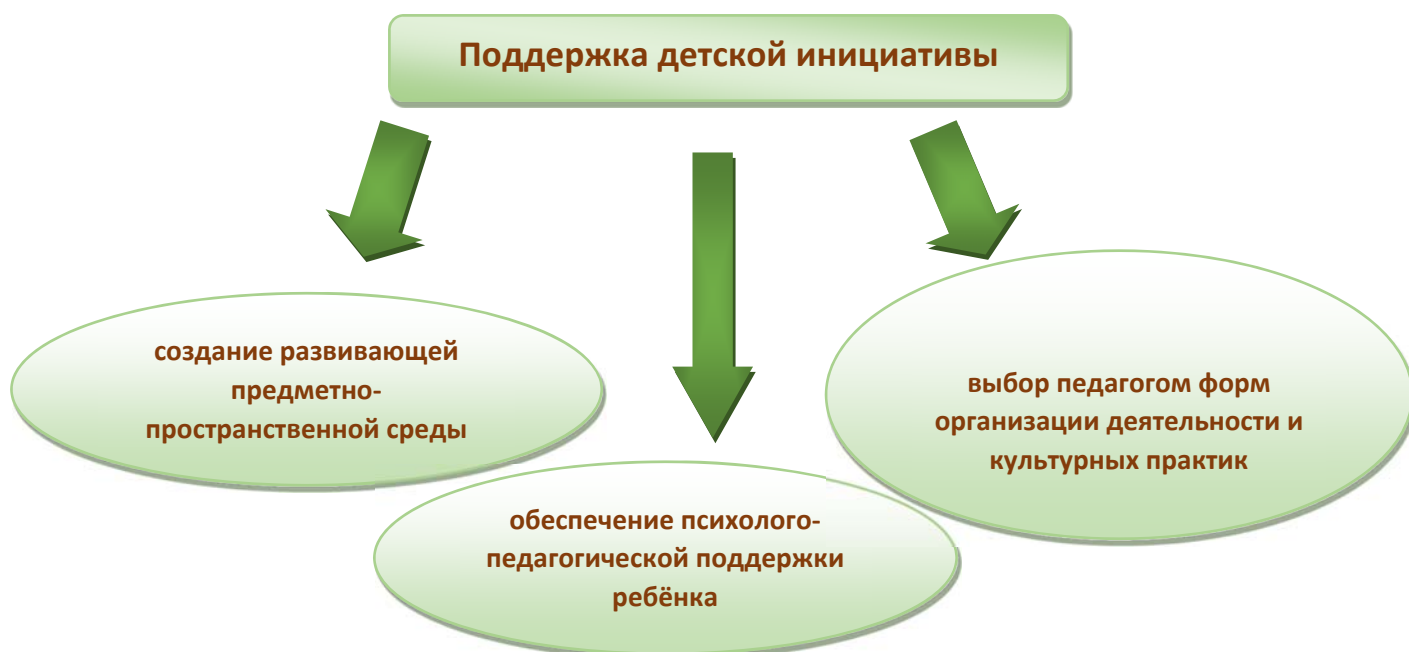 Поддержка детской инициативы
создание развивающей
предметно-
пространственной среды
обеспечение психолого-
педагогической поддержки
ребёнка
выбор педагогом форм
организации деятельности и
культурных практик